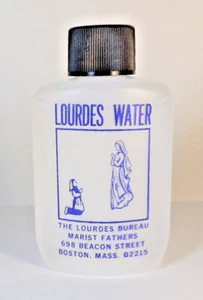 LOURDES WATER
THE LOURDES BUREAU
MARIST FATHERS
698 BEACON STREET
BOSTON, MASS. 02215